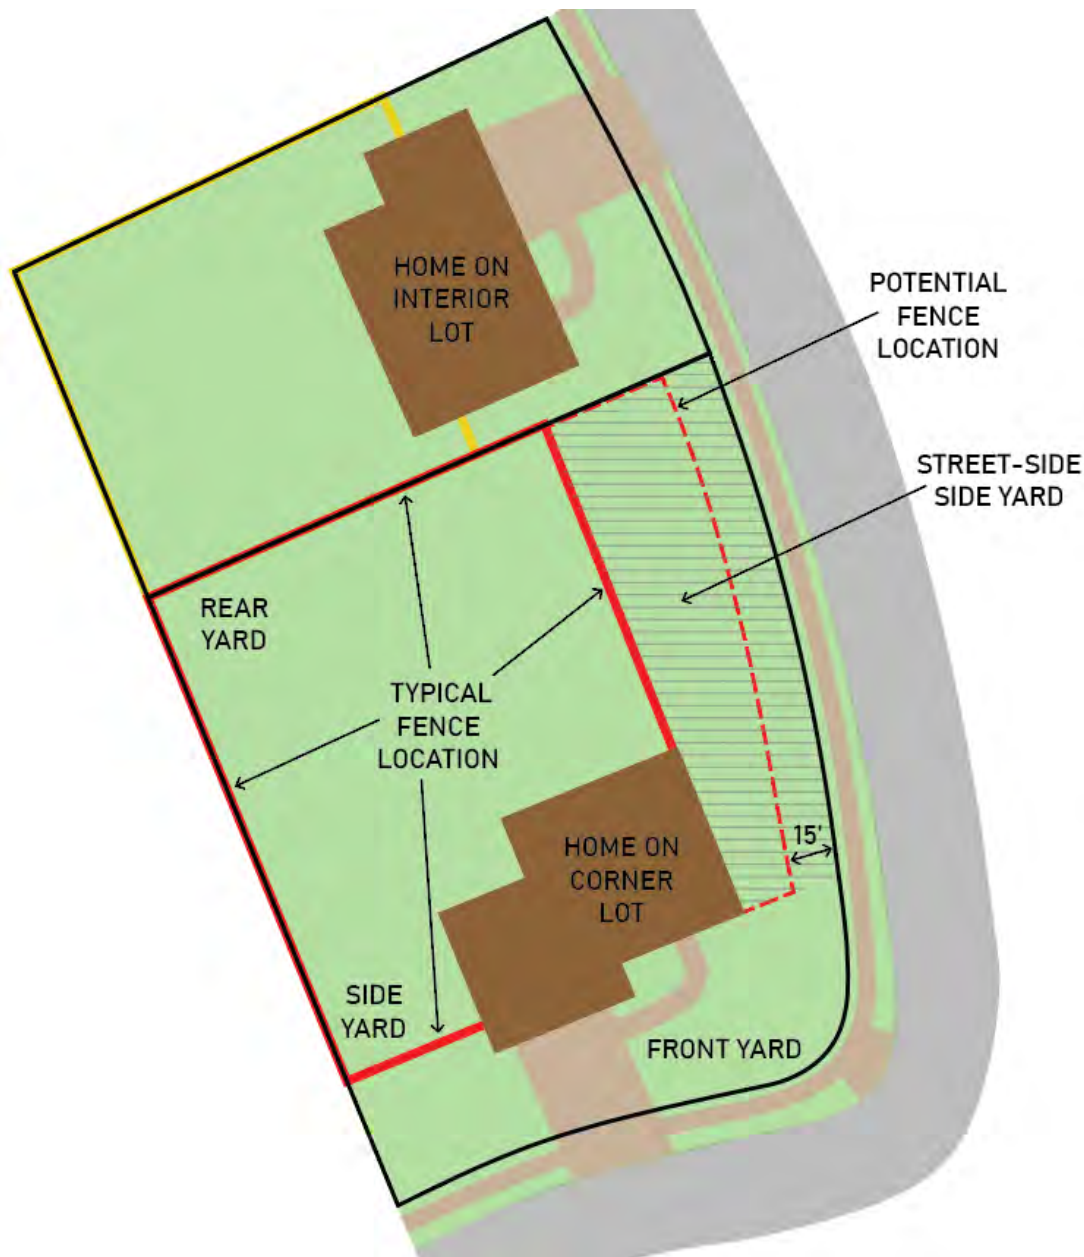 HOME ON
INTERIOR
LOT
POTENTIAL
FENCE
LOCATION
STREET-SIDE
SIDE YARD
REAR
YARD
TYPICAL
FENCE
LOCATION
15'
HOME ON
CORNER
LOT
SIDE
YARD
FRONT YARD